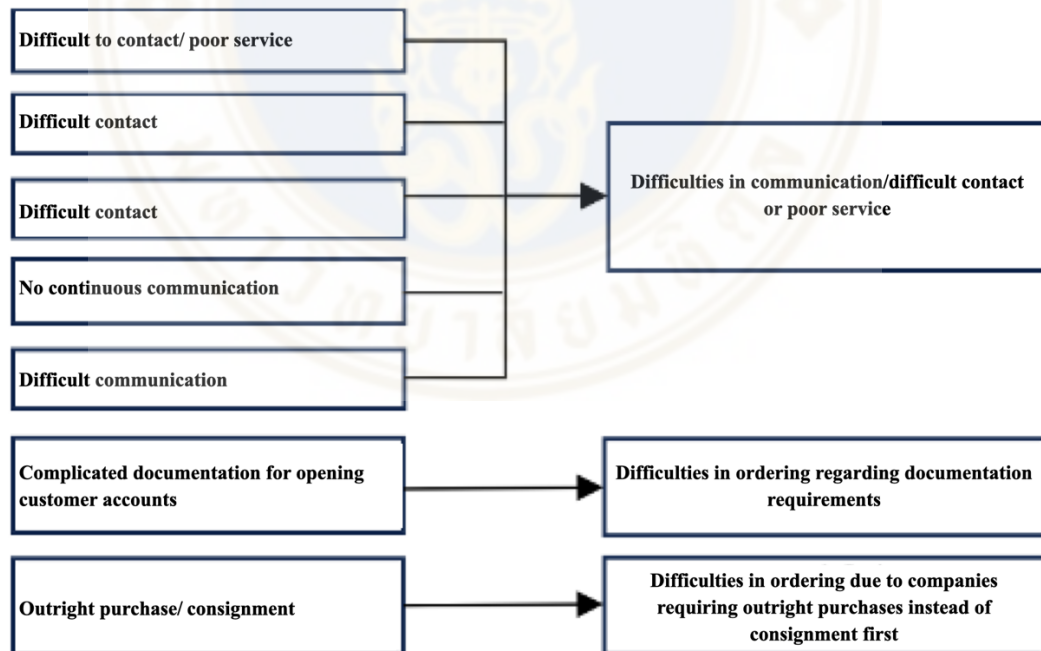 Difficult to contact/ poor service
Difficult contact
Difficult contact
No continuous communication
Difficult communication
Difficulties in communication/difficult contact
or poor service
Complicated documentation for opening
customer accounts
Difficulties in ordering regarding documentation
requirements
Outright purchase/ consignment
Difficulties in ordering due to companies
requiring outright purchases instead of
consignment first